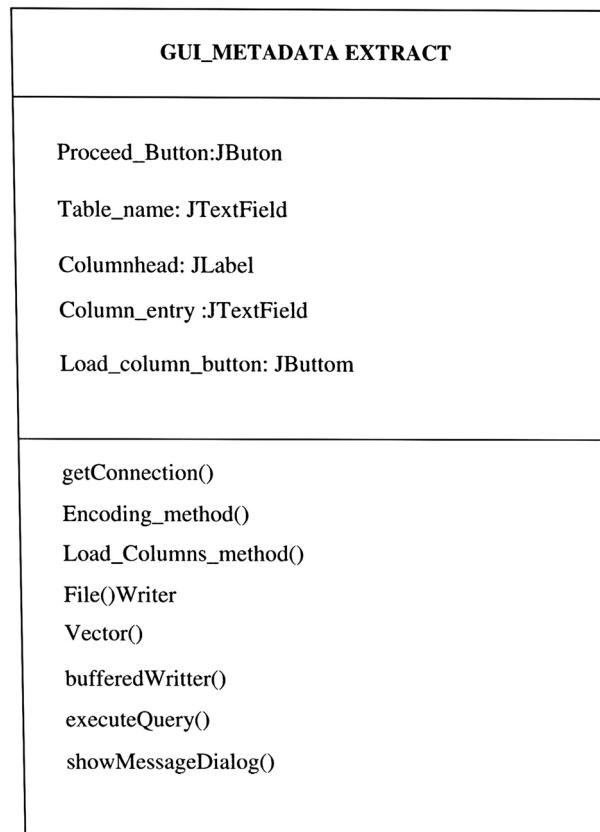 GUI_METADATA EXTRACT
Proceed_Button:JButon
Table_name: JTextField
Columnhead: JLabel
Column_entry :JTextField
Load_column_button: JButtom
getConnection()
Encoding_method()
Load_Columns_method()
File()Writer
Vector()
bufferedWritter()
executeQuery()
showMessageDialog()